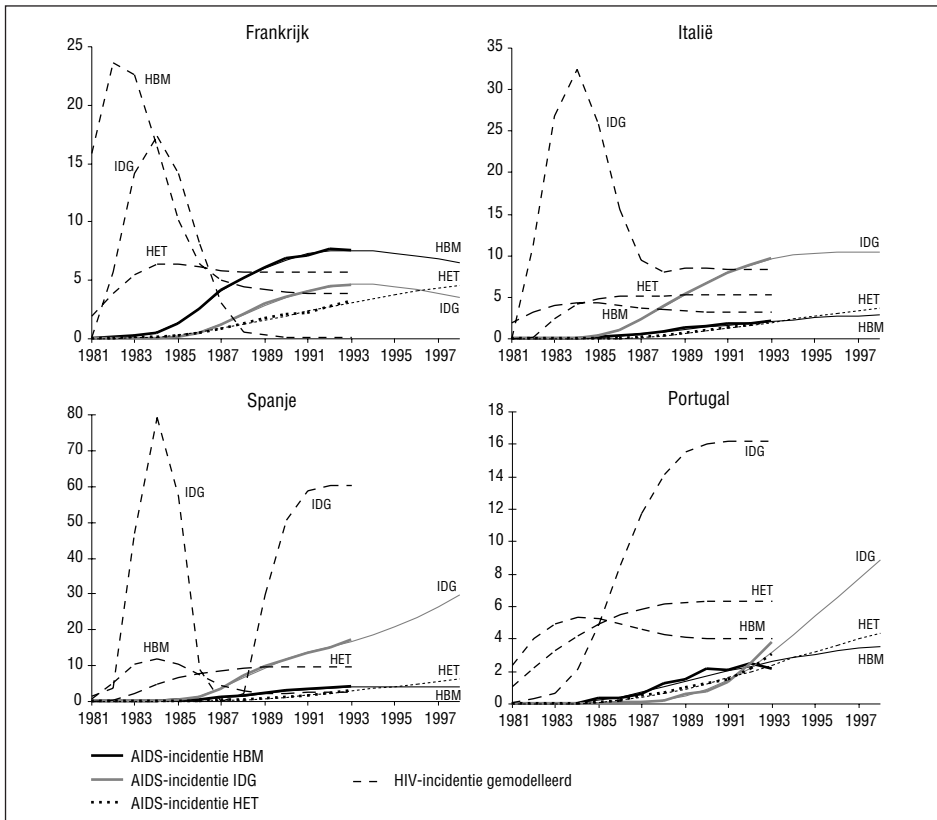 Frankrijk
25
20
15
10
5
0
HBM
IDG
HET
HBM
HET
IDG
1981 1983 1985 1987 1989 1991 1993 1995 1997
Italië
35
30
25
20
15
10
5
0
IDG
IDG
HET
HBM
HET
HBM
1981 1983 1985 1987 1989 1991 1993 1995 1997
Spanje
80
70
60
50
40
30
20
10
0
IDG
IDG
IDG
HBM
HET
HET
HBM
1981 1983 1985 1987 1989 1991 1993 1995 1997
Portugal
18
16
14
12
10
8
6
4
2
0
IDG
IDG
HET
HBM
HET
HBM
1981 1983 1985 1987 1989 1991 1993 1995 1997
AIDS-incidentie HBM
AIDS-incidentie IDG
AIDS-incidentie HET
HIV-incidentie gemodelleerd